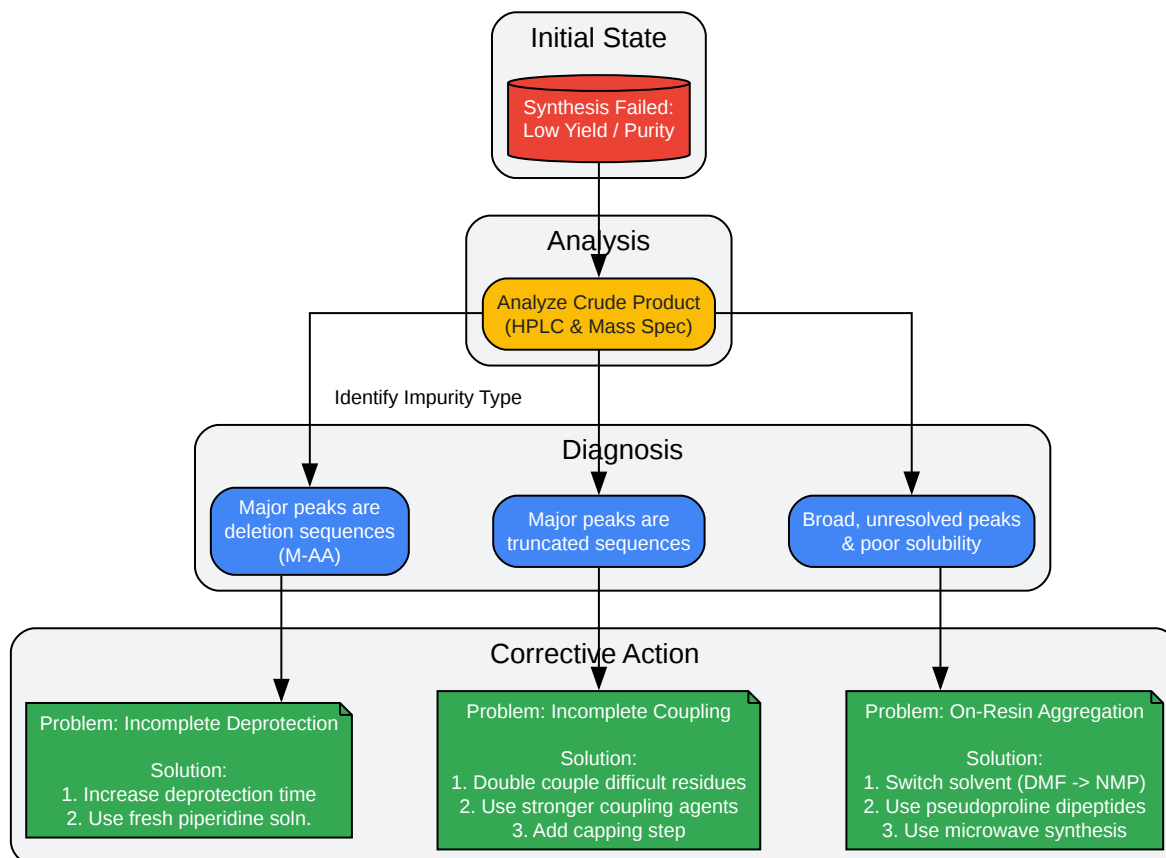 Initial State
Synthesis Failed:
Low Yield / Purity
Analysis
Analyze Crude Product
(HPLC & Mass Spec)
Identify Impurity Type
Diagnosis
Major peaks are
deletion sequences
(M-AA)
Major peaks are
truncated sequences
Broad, unresolved peaks
& poor solubility
Corrective Action
Problem: Incomplete Deprotection
Solution:
1. Increase deprotection time
2. Use fresh piperidine soln.
Problem: Incomplete Coupling
Solution:
1. Double couple difficult residues
2. Use stronger coupling agents
3. Add capping step
Problem: On-Resin Aggregation
Solution:
1. Switch solvent (DMF -> NMP)
2. Use pseudoproline dipeptides
3. Use microwave synthesis